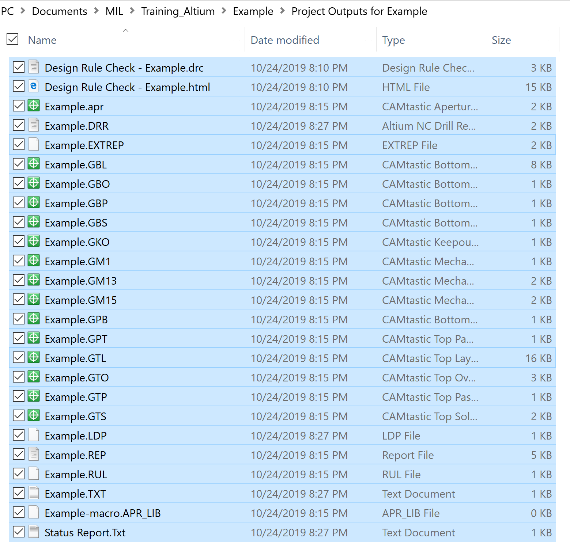 PC > Documents > MIL > Training_Altium > Example > Project Outputs for Example
Name Date modified Type Size
Design Rule Check - Example.drc 10/24/2019 8:10 PM Design Rule Chec... 3 KB
Design Rule Check - Example.html 10/24/2019 8:10 PM HTML File 15 KB
Example.apr 10/24/2019 8:15 PM CAMtastic Apertur... 2 KB
Example.DRR 10/24/2019 8:27 PM Altium NC Drill Re... 2 KB
Example.EXTREP 10/24/2019 8:15 PM EXTREP File 2 KB
Example.GBL 10/24/2019 8:15 PM CAMtastic Bottom... 8 KB
Example.GBO 10/24/2019 8:15 PM CAMtastic Bottom... 1 KB
Example.GBP 10/24/2019 8:15 PM CAMtastic Bottom... 1 KB
Example.GBS 10/24/2019 8:15 PM CAMtastic Bottom... 1 KB
Example.GKO 10/24/2019 8:15 PM CAMtastic Keepou... 1 KB
Example.GM1 10/24/2019 8:15 PM CAMtastic Mecha... 1 KB
Example.GM13 10/24/2019 8:15 PM CAMtastic Mecha... 2 KB
Example.GM15 10/24/2019 8:15 PM CAMtastic Mecha... 2 KB
Example.GPB 10/24/2019 8:15 PM CAMtastic Bottom... 1 KB
Example.GPT 10/24/2019 8:15 PM CAMtastic Top Pa... 1 KB
Example.GTL 10/24/2019 8:15 PM CAMtastic Top Lay... 16 KB
Example.GTO 10/24/2019 8:15 PM CAMtastic Top Ov... 3 KB
Example.GTP 10/24/2019 8:15 PM CAMtastic Top Pas... 1 KB
Example.GTS 10/24/2019 8:15 PM CAMtastic Top Sol... 2 KB
Example.LDP 10/24/2019 8:27 PM LDP File 1 KB
Example.REP 10/24/2019 8:15 PM Report File 5 KB
Example.RUL 10/24/2019 8:15 PM RUL File 1 KB
Example.TXT 10/24/2019 8:27 PM Text Document 1 KB
Example-macro.APR_LIB 10/24/2019 8:15 PM APR_LIB File 0 KB
Status Report.Txt 10/24/2019 8:27 PM Text Document 1 KB